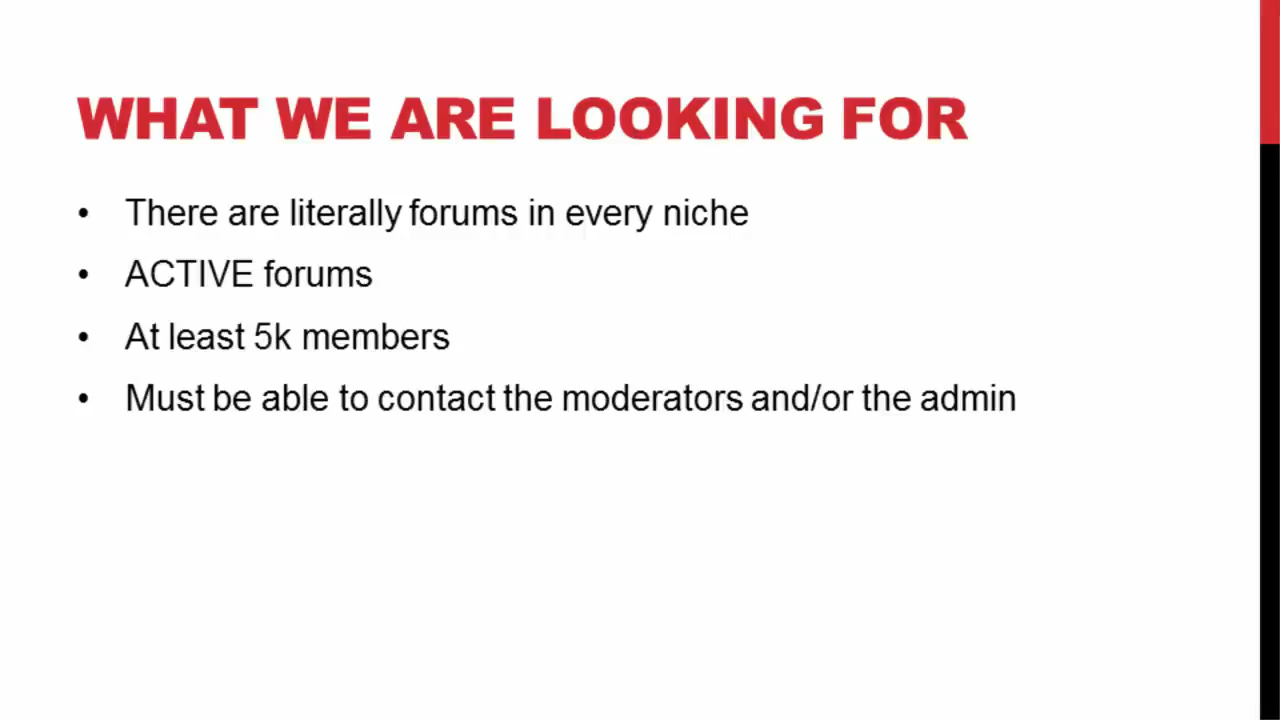 WHAT WE ARE LOOKING FOR
• There are literally forums in every niche
• ACTIVE forums
• At least 5k members
• Must be able to contact the moderators and/or the admin